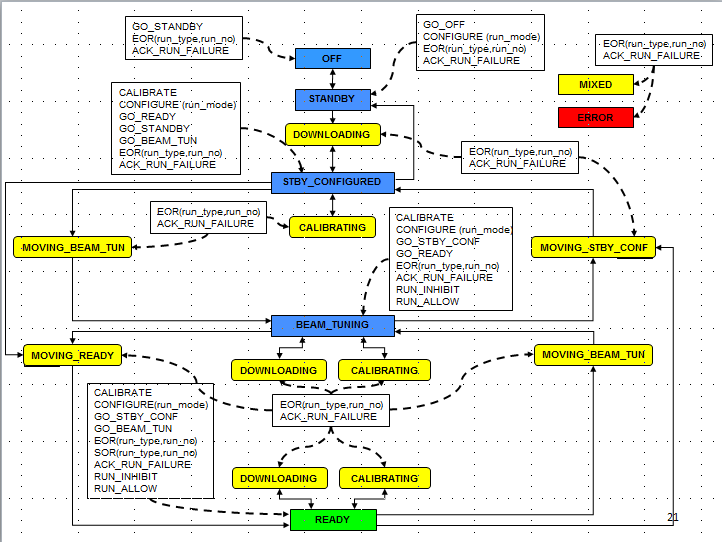 GO_STANDBY
EOR(run_type,run_no)
ACK_RUN_FAILURE
GO_OFF
CONFIGURE (run_mode)
EOR(run_type,run_no)
ACK_RUN_FAILURE
EOR(run_type,run_no)
ACK_RUN_FAILURE
OFF
MIXED
STANDBY
ERROR
CALIBRATE
CONFIGURE (run_mode)
GO_READY
GO_STANDBY
GO_BEAM_TUN
EOR(run_type,run_no)
ACK_RUN_FAILURE
DOWNLOADING
EOR(run_type,run_no)
ACK_RUN_FAILURE
STBY_CONFIGURED
EOR(run_type,run_no)
ACK_RUN_FAILURE
CALIBRATING
CALIBRATE
CONFIGURE (run_mode)
GO_STBY_CONF
GO_READY
EOR(run_type,run_no)
ACK_RUN_FAILURE
RUN_INHIBIT
RUN_ALLOW
MOVING_BEAM_TUN
MOVING_STBY_CONF
BEAM_TUNING
MOVING_READY
MOVING_BEAM_TUN
DOWNLOADING
CALIBRATING
CALIBRATE
CONFIGURE(run_mode)
GO_STBY_CONF
GO_BEAM_TUN
EOR(run_type,run_no)
SOR(run_type,run_no)
ACK_RUN_FAILURE
RUN_INHIBIT
RUN_ALLOW
EOR(run_type,run_no)
ACK_RUN_FAILURE
DOWNLOADING
CALIBRATING
READY
21